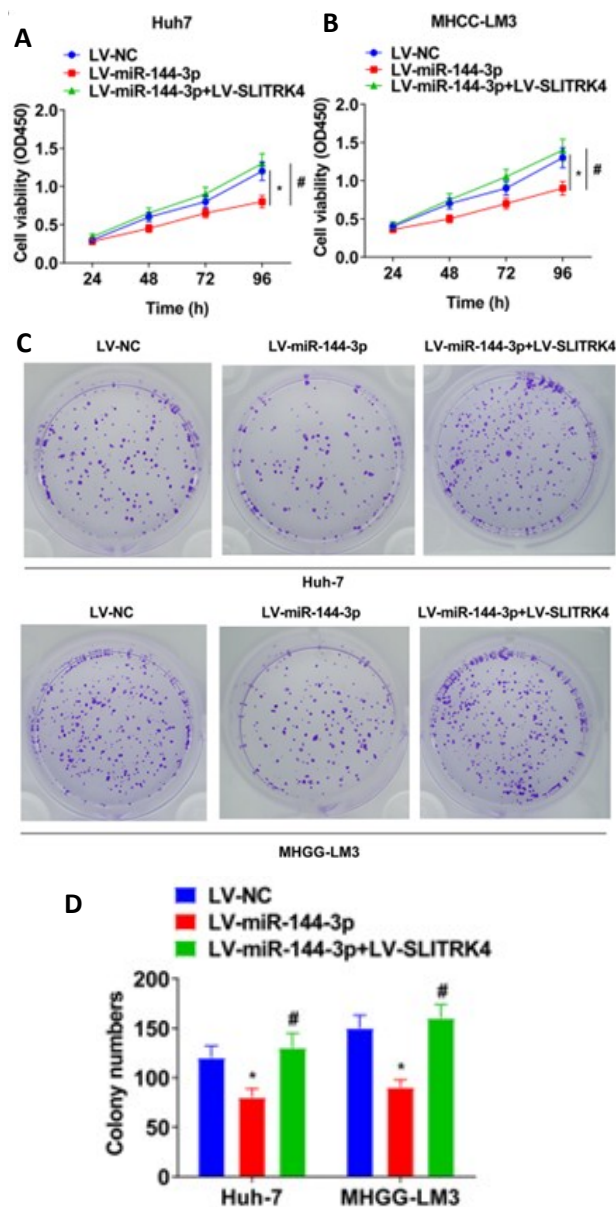 A
Huh7
LV-NC
LV-miR-144-3p
LV-miR-144-3p+LV-SLITRK4
Cell viability (OD450)
2.0
1.5
1.0
0.5
0.0
* #
24 48 72 96
Time (h)
B
MHCC-LM3
LV-NC
LV-miR-144-3p
LV-miR-144-3p+LV-SLITRK4
Cell viability (OD450)
2.0
1.5
1.0
0.5
0.0
* #
24 48 72 96
Time (h)
C
LV-NC LV-miR-144-3p LV-miR-144-3p+LV-SLITRK4
Huh-7
LV-NC LV-miR-144-3p LV-miR-144-3p+LV-SLITRK4
MHGG-LM3
D
LV-NC
LV-miR-144-3p
LV-miR-144-3p+LV-SLITRK4
Colony numbers
200
150
100
50
0
* # * #
Huh-7 MHGG-LM3